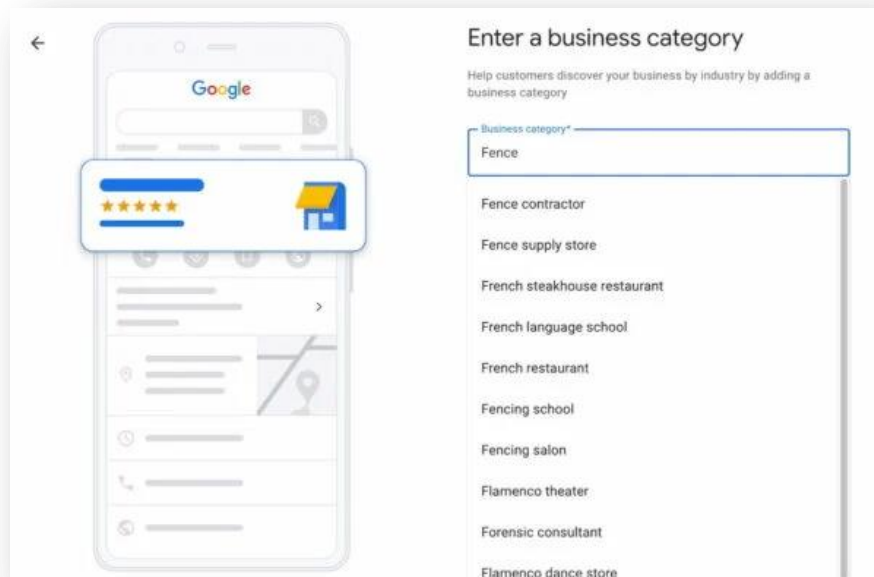 Google
Enter a business category
Help customers discover your business by industry by adding a
business category
Business category*
Fence
Fence contractor
Fence supply store
French steakhouse restaurant
French language school
French restaurant
Fencing school
Fencing salon
Flamenco theater
Forensic consultant
Flamenco dance store